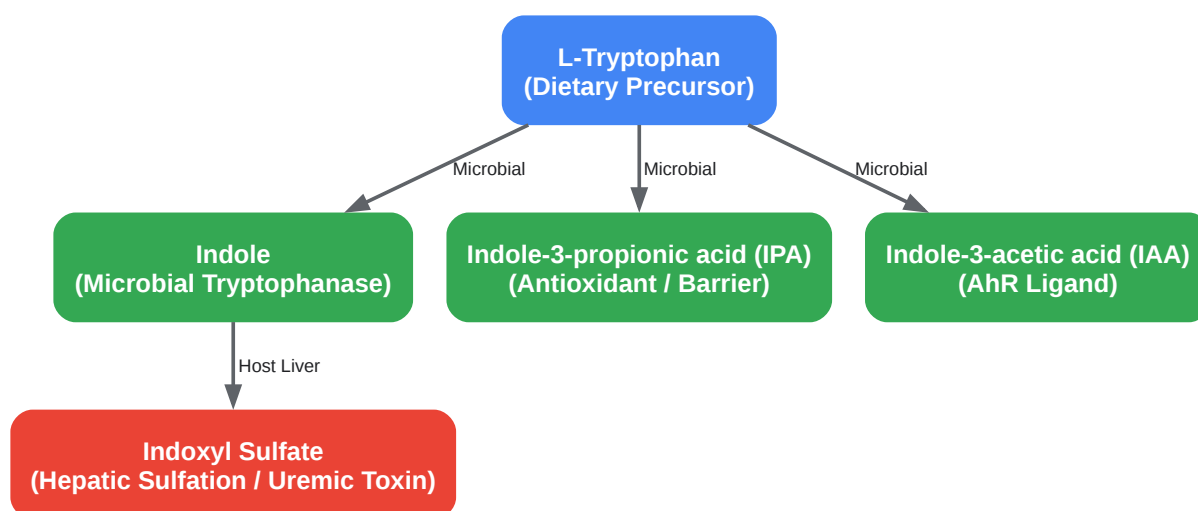 L-Tryptophan
(Dietary Precursor)
Microbial
Microbial
Microbial
Indole
(Microbial Tryptophanase)
Indole-3-propionic acid (IPA)
(Antioxidant / Barrier)
Indole-3-acetic acid (IAA)
(AhR Ligand)
Host Liver
Indoxyl Sulfate
(Hepatic Sulfation / Uremic Toxin)